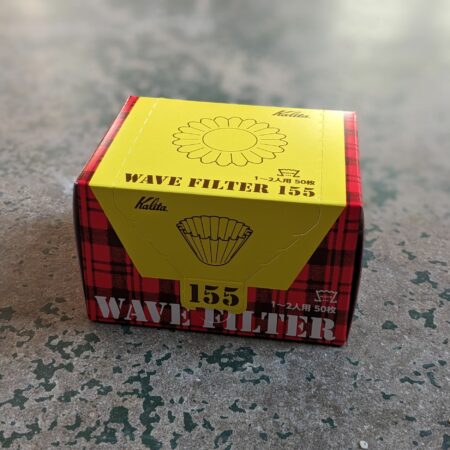 Kalita
WAVE FILTER 155
1〜2人用 50枚
Kalita
155
1〜2人用 50枚
WAVE FILTER